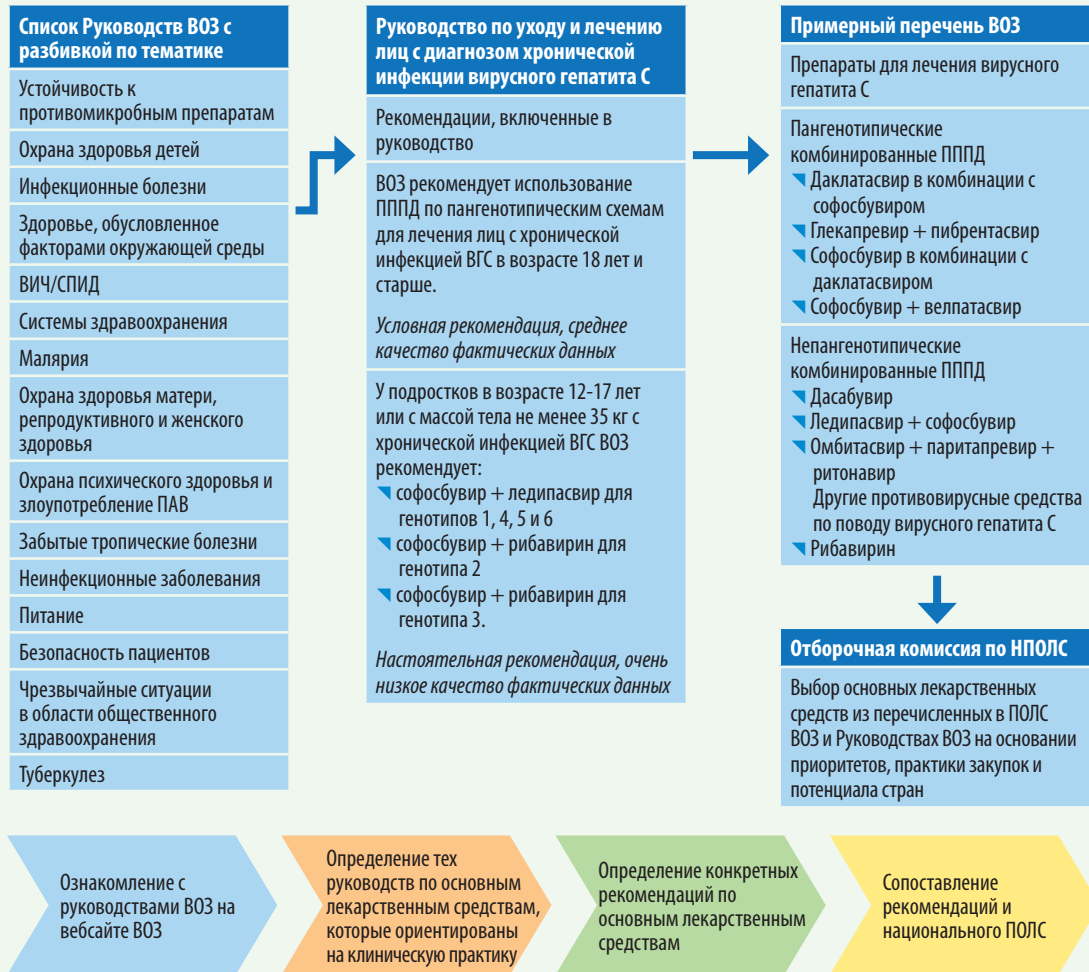 Список Руководств ВОЗ с
разбивкой по тематике
Устойчивость к
противомикробным препаратам
Охрана здоровья детей
Инфекционные болезни
Здоровье, обусловленное
факторами окружающей среды
ВИЧ/СПИД
Системы здравоохранения
Малярия
Охрана здоровья матери,
репродуктивного и женского
здоровья
Охрана психического здоровья и
злоупотребление ПАВ
Забытые тропические болезни
Неинфекционные заболевания
Питание
Безопасность пациентов
Чрезвычайные ситуации
в области общественного
здравоохранения
Туберкулез
Руководство по уходу и лечению
лиц с диагнозом хронической
инфекции вирусного гепатита С
Рекомендации, включенные в
руководство
ВОЗ рекомендует использование
ПППД по пангенотипическим схемам
для лечения лиц с хронической
инфекцией ВГС в возрасте 18 лет и
старше.
Условная рекомендация, среднее
качество фактических данных
У подростков в возрасте 12-17 лет
или с массой тела не менее 35 кг с
хронической инфекцией ВГС ВОЗ
рекомендует:
софосбувир + ледипасвир для
генотипов 1, 4, 5 и 6
софосбувир + рибавирин для
генотипа 2
софосбувир + рибавирин для
генотипа 3.
Настоятельная рекомендация, очень
низкое качество фактических данных
Примерный перечень ВОЗ
Препараты для лечения вирусного
гепатита С
Пангенотипические
комбинированные ПППД
Даклатасвир в комбинации с
софосбувиром
Глекапревир + пибрентасвир
Софосбувир в комбинации с
даклатасвиром
Софосбувир + велпатасвир
Непангенотипические
комбинированные ПППД
Дасабувир
Ледипасвир + софосбувир
Омбитасвир + паритапревир +
ритонавир
Другие противовирусные средства
по поводу вирусного гепатита С
Рибавирин
Отборочная комиссия по НПОЛС
Выбор основных лекарственных
средств из перечисленных в ПОЛС
ВОЗ и Руководствах ВОЗ на основании
приоритетов, практики закупок и
потенциала стран
Ознакомление с
руководствами ВОЗ на
вебсайте ВОЗ
Определение тех
руководств по основным
лекарственным средствам,
которые ориентированы
на клиническую практику
Определение конкретных
рекомендаций по
основным лекарственным
средствам
Сопоставление
рекомендаций и
национального ПОЛС